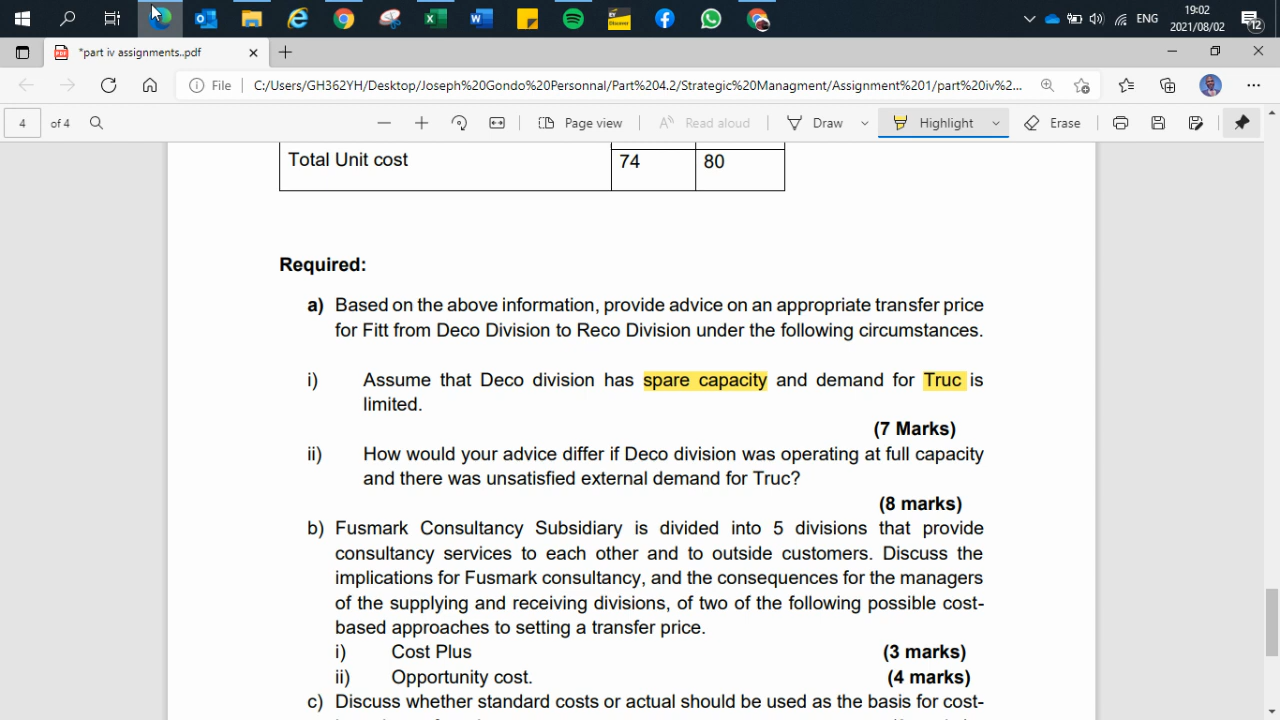 19:02
ENG
2021/08/02
12
*part iv assignments..pdf
File
C:/Users/GH362YH/Desktop/Joseph%20Gondo%20Personnal/Part%204.2/Strategic%20Managment/Assignment%201/part%20iv%2...
4 of 4
Page view
Read aloud
Draw
Highlight
Erase
Total Unit cost 74 80
Required:
a) Based on the above information, provide advice on an appropriate transfer price
for Fitt from Deco Division to Reco Division under the following circumstances.
i) Assume that Deco division has spare capacity and demand for Truc is
limited.
(7 Marks)
ii) How would your advice differ if Deco division was operating at full capacity
and there was unsatisfied external demand for Truc?
(8 marks)
b) Fusmark Consultancy Subsidiary is divided into 5 divisions that provide
consultancy services to each other and to outside customers. Discuss the
implications for Fusmark consultancy, and the consequences for the managers
of the supplying and receiving divisions, of two of the following possible cost-
based approaches to setting a transfer price.
i) Cost Plus (3 marks)
ii) Opportunity cost. (4 marks)
c) Discuss whether standard costs or actual should be used as the basis for cost-